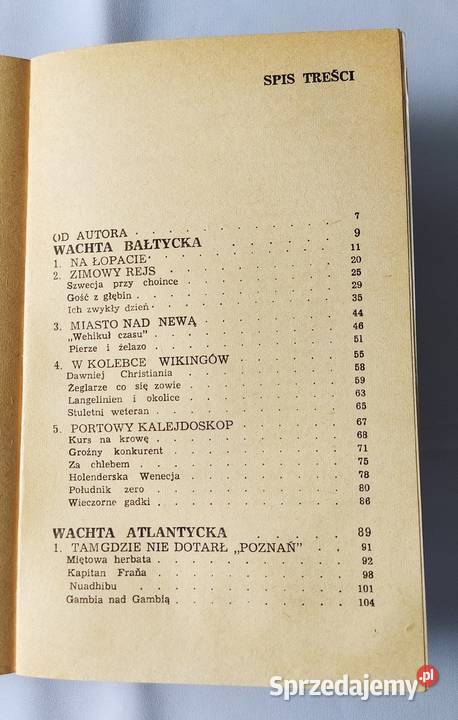 SPIS TREŚCI
OD AUTORA . . . . . . 7
WACHTA BAŁTYCKA . . . . . 9
1. NA ŁOPACIE . . . . . . 11
2. ZIMOWY REJS . . . . . . 20
Szwecja przy choince . . . . . 25
Gość z głębin . . . . . . 29
Ich zwykły dzień . . . . . . 35
3. MIASTO NAD NEWĄ . . . . . 44
„Wehikuł czasu” . . . . . . 46
Pierze i żelazo . . . . . . 51
4. W KOLEBCE WIKINGÓW . . . . 55
Dawniej Christiania . . . . . 58
Żeglarze co się zowie . . . . . 59
Langelinien i okolice . . . . . 63
Stuletni weteran . . . . . . 65
5. PORTOWY KALEJDOSKOP . . . . 67
Kurs na krowę . . . . . . 68
Groźny konkurent . . . . . . 71
Za chlebem . . . . . . . 75
Holenderska Wenecja . . . . . 78
Południk zero . . . . . . 80
Wieczorne gadki . . . . . . 86
WACHTA ATLANTYCKA . . . . 89
1. TAM GDZIE NIE DOTARŁ „POZNAŃ” . . 91
Miętowa herbata . . . . . . 92
Kapitan Fraňa . . . . . . 98
Nuadhibu . . . . . . . 101
Gambia nad Gambią . . . . . 104
Sprzedajemy.pl